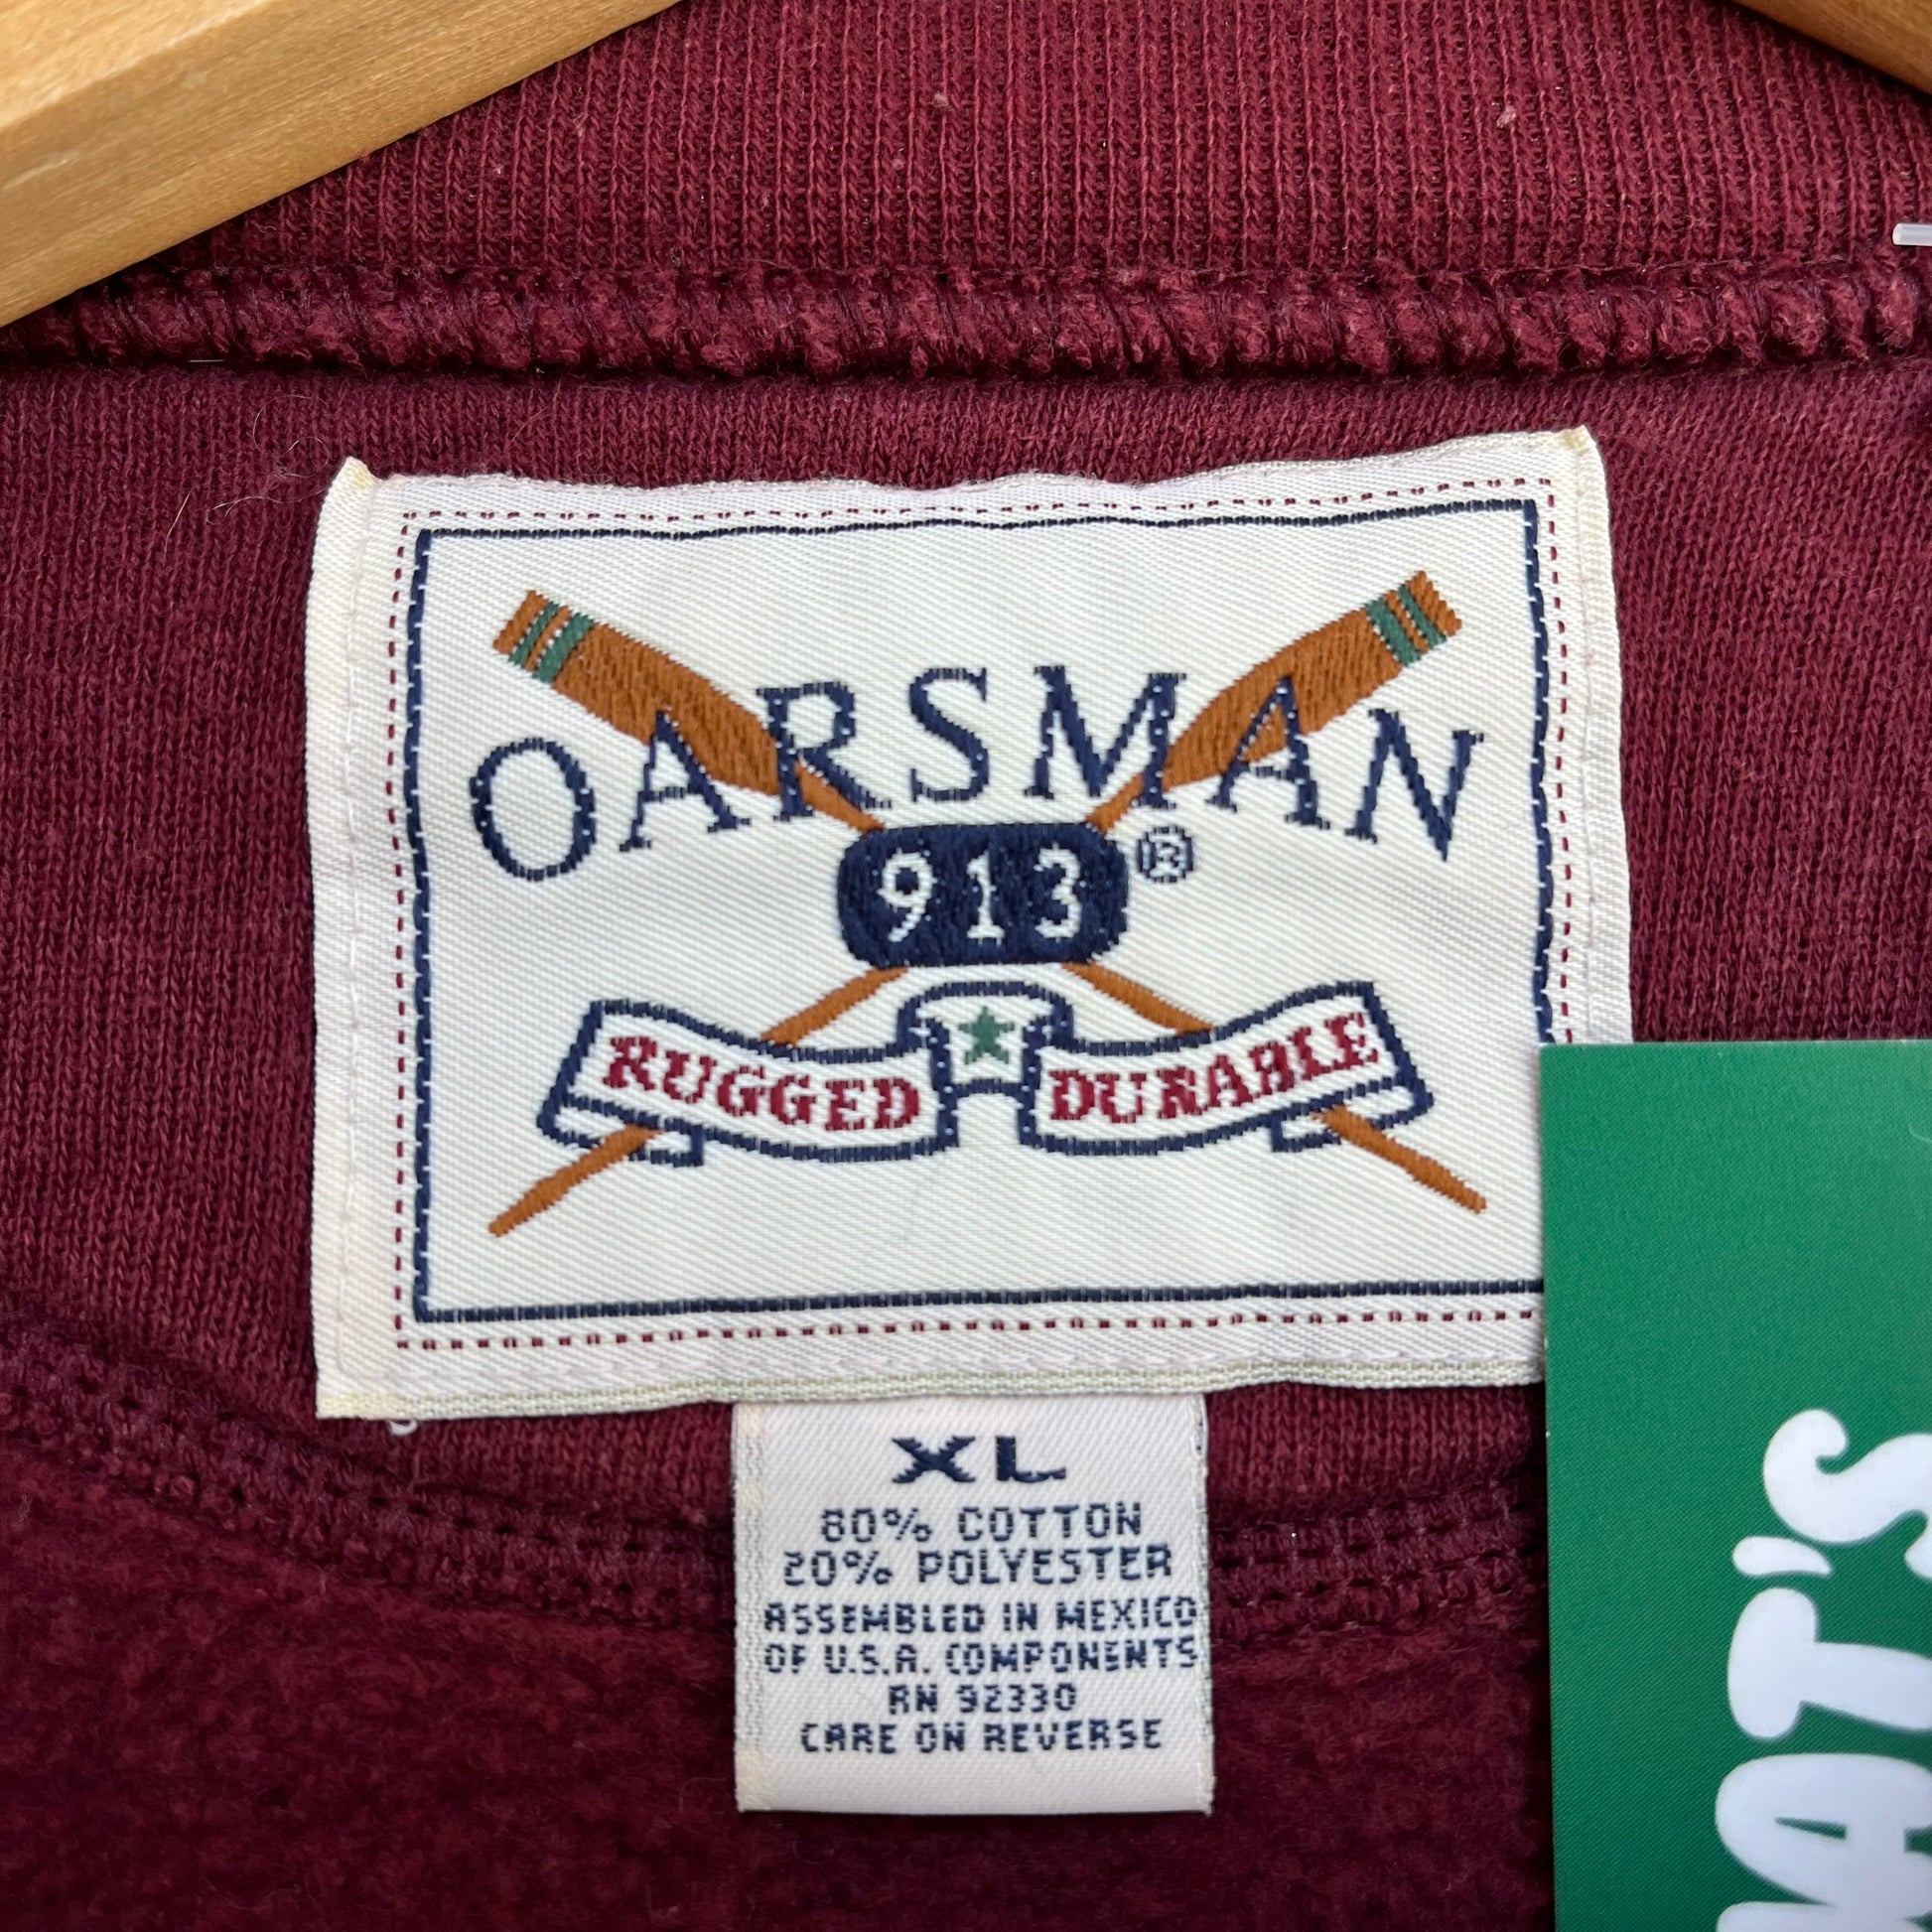 OARSMAN
913®
RUGGED DURABLE
XL
80% COTTON
20% POLYESTER
ASSEMBLED IN MEXICO
OF U.S.A. COMPONENTS
RN 92330
CARE ON REVERSE